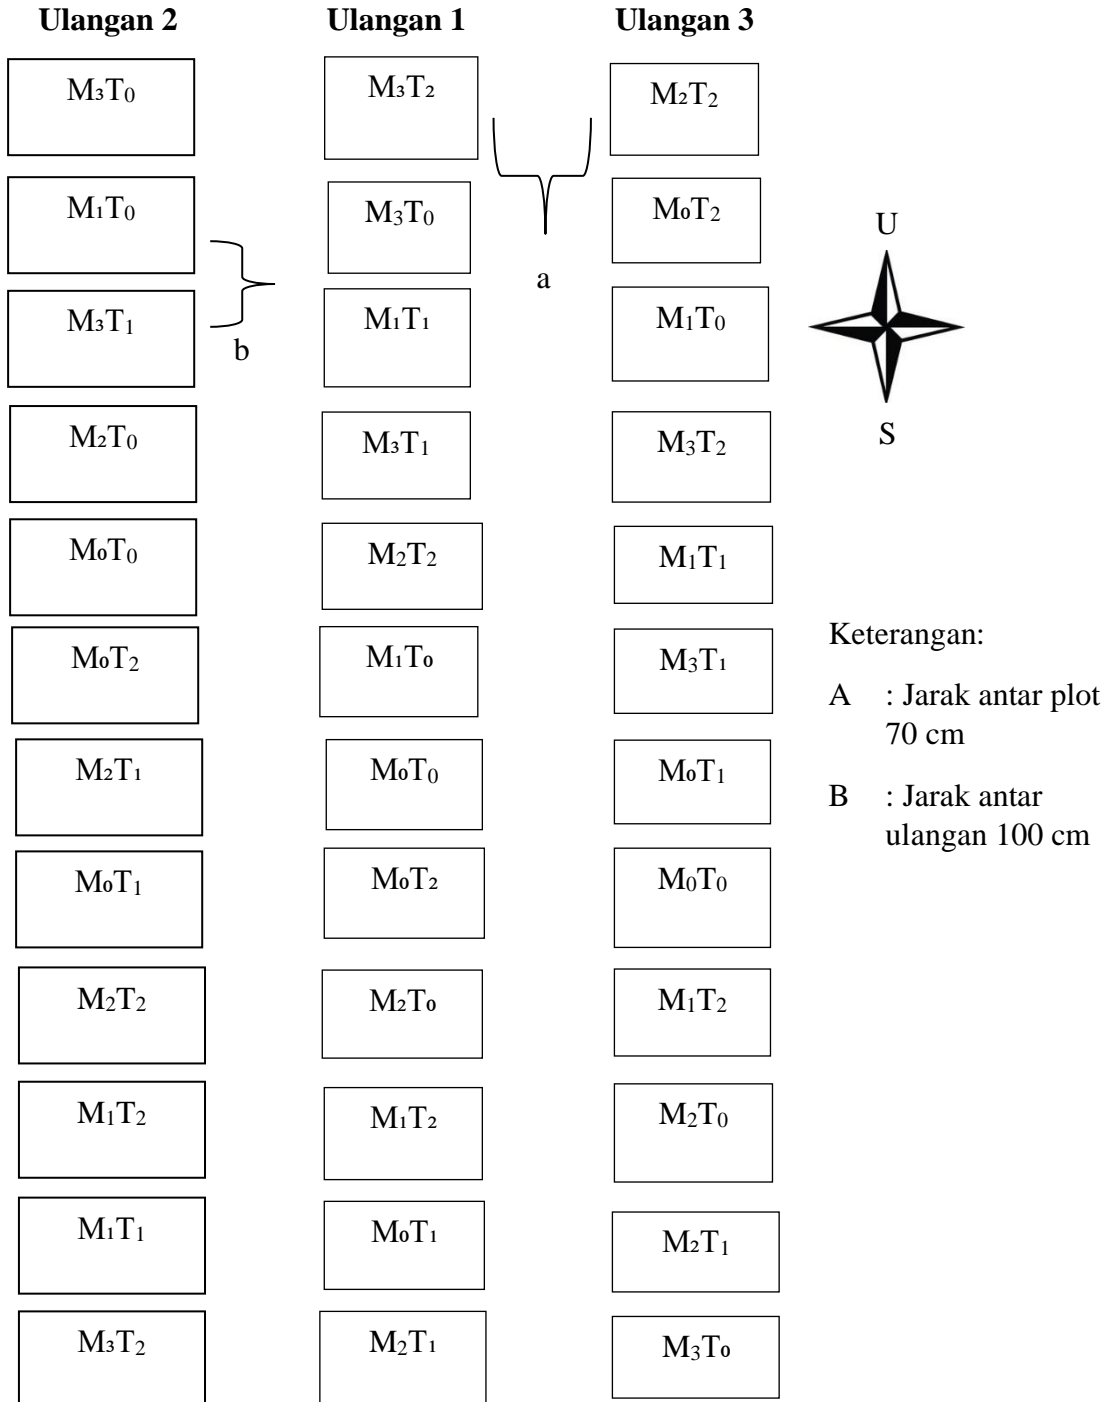 Ulangan 2 Ulangan 1 Ulangan 3
M₃T₀ M₃T₂ M₂T₂
M₁T₀ M₃T₀ M₀T₂
U
a
M₃T₁ M₁T₁ M₁T₀
b
M₂T₀ M₃T₁ M₃T₂
S
M₀T₀ M₂T₂ M₁T₁
Keterangan:
M₀T₂ M₁T₀ M₃T₁
A : Jarak antar plot
70 cm
M₂T₁ M₀T₀ M₀T₁
B : Jarak antar
ulangan 100 cm
M₀T₁ M₀T₂ M₀T₀
M₂T₂ M₂T₀ M₁T₂
M₁T₂ M₁T₂ M₂T₀
M₁T₁ M₀T₁ M₂T₁
M₃T₂ M₂T₁ M₃T₀